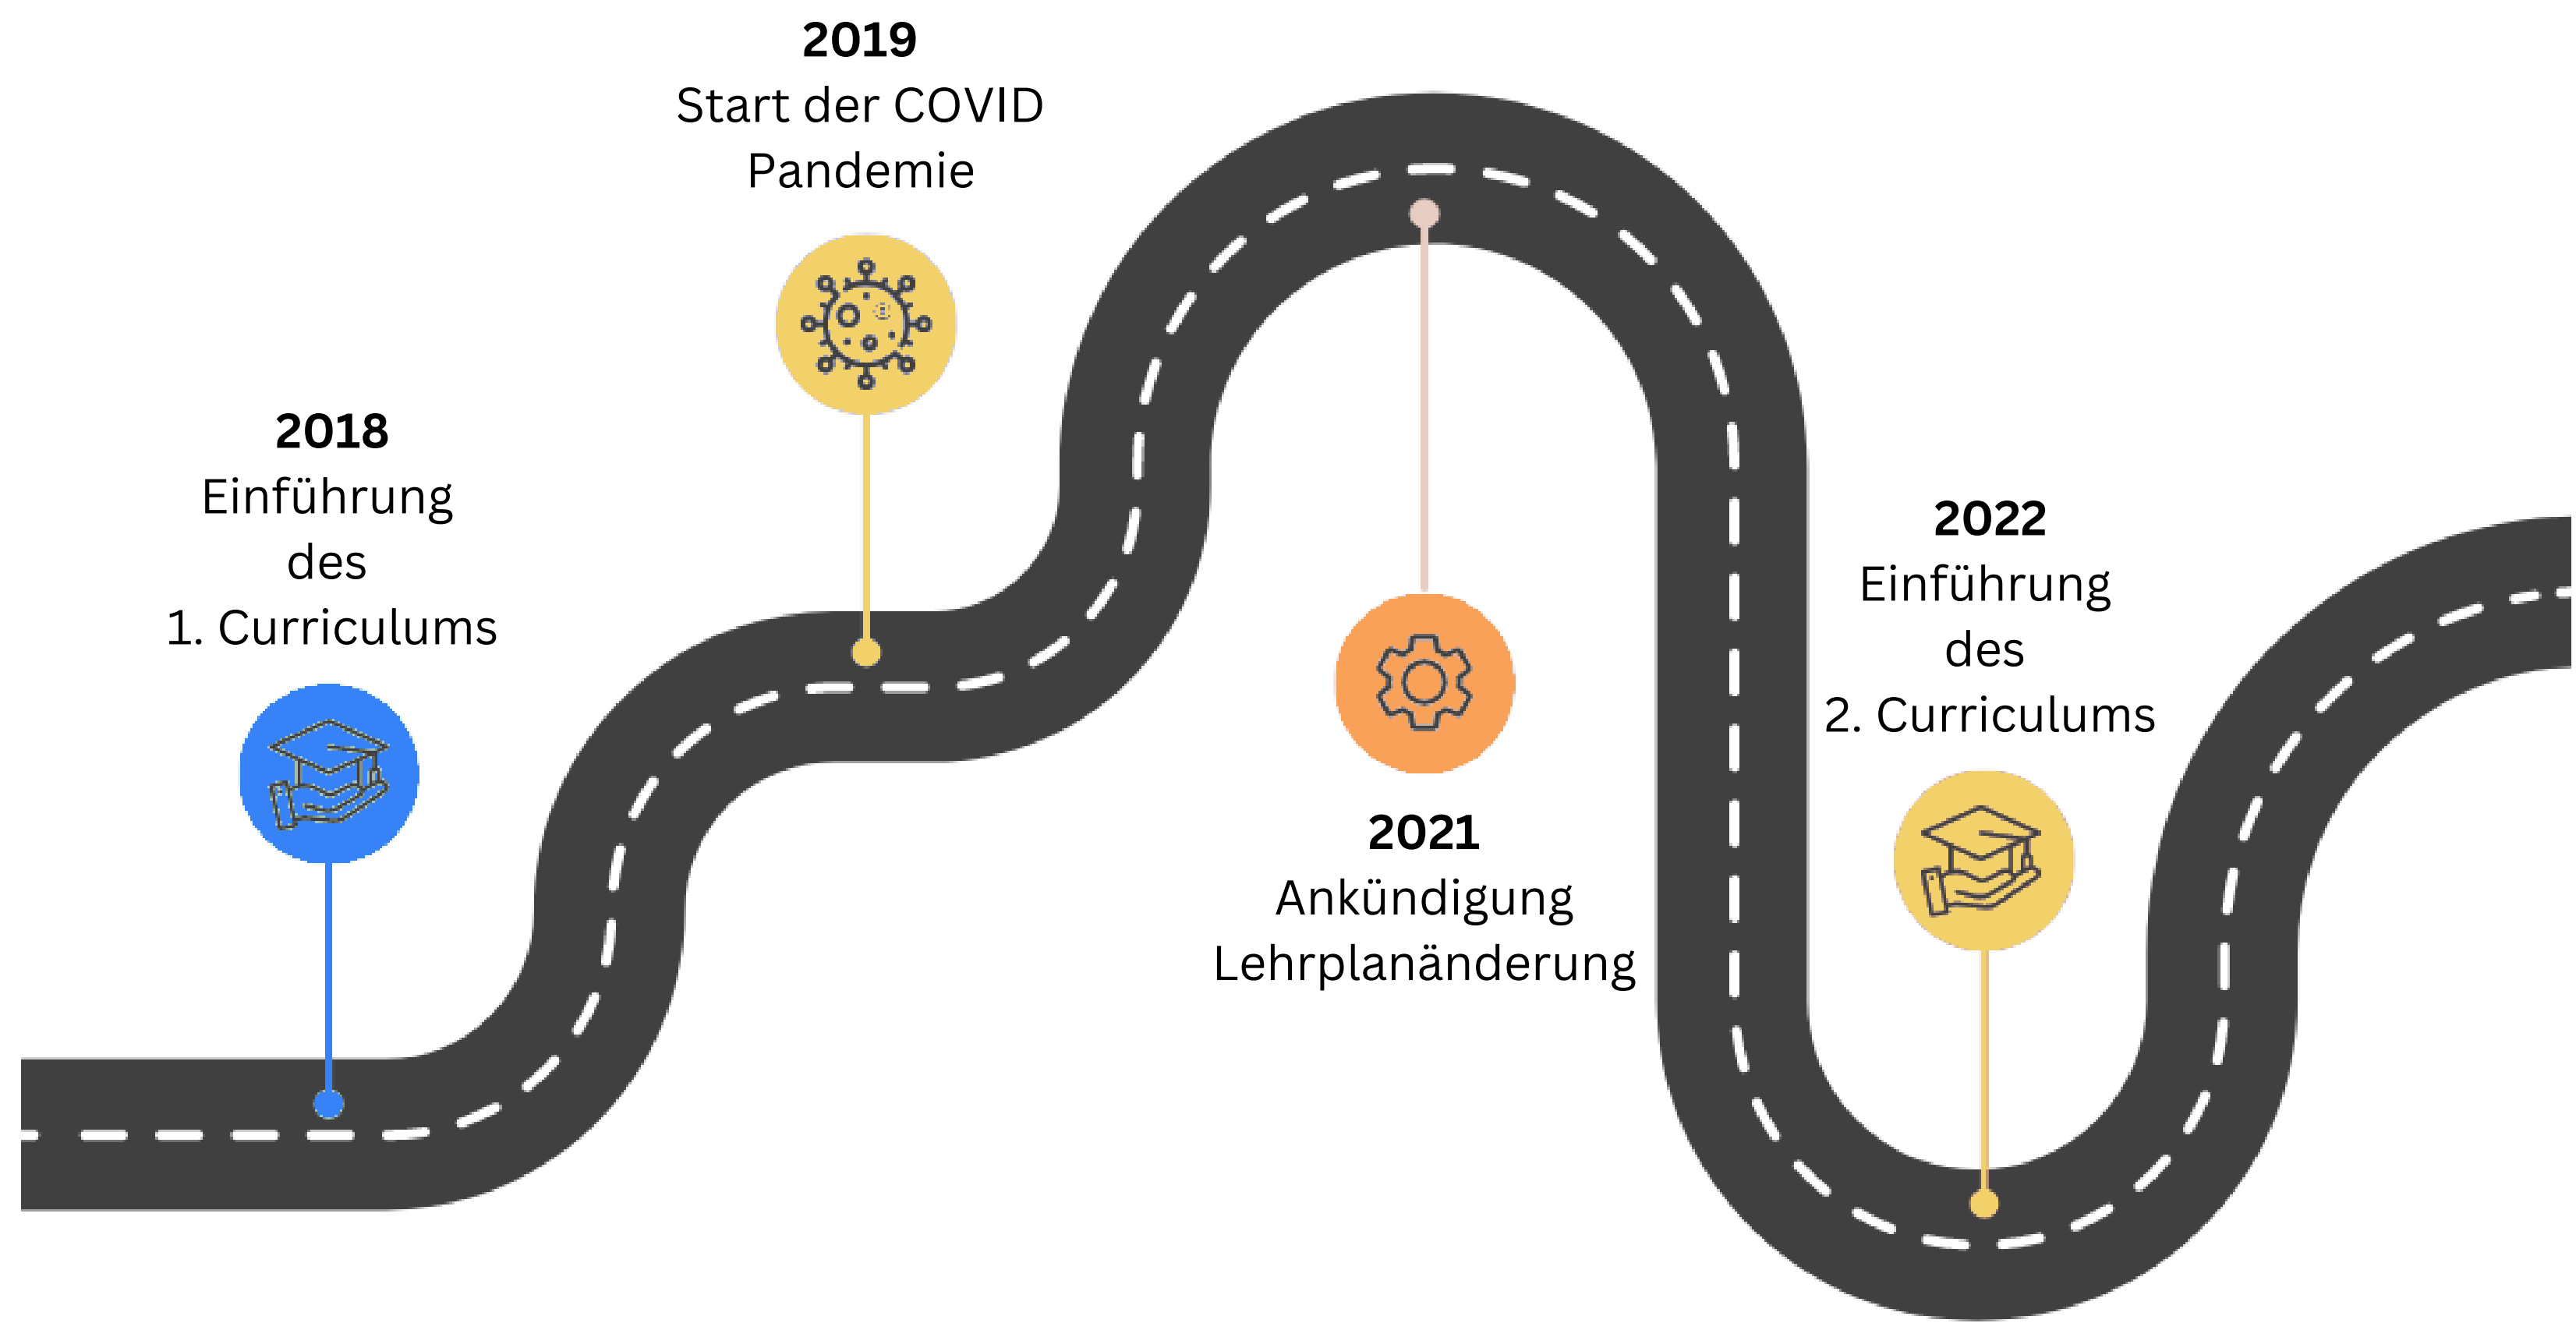 2018
Einführung
des
1. Curriculums
2019
Start der COVID
Pandemie
2021
Ankündigung
Lehrplanänderung
2022
Einführung
des
2. Curriculums